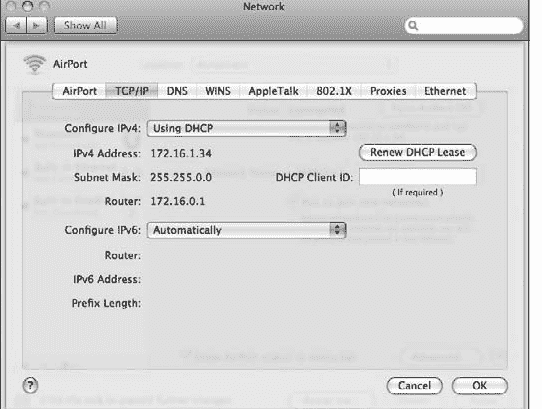 Network
Show All
AirPort
AirPort TCP/IP DNS WINS AppleTalk 802.1X Proxies Ethernet
Configure IPv4: Using DHCP
IPv4 Address: 172.16.1.34 Renew DHCP Lease
Subnet Mask: 255.255.0.0 DHCP Client ID:
( If required )
Router: 172.16.0.1
Configure IPv6: Automatically
Router:
IPv6 Address:
Prefix Length:
? Cancel OK